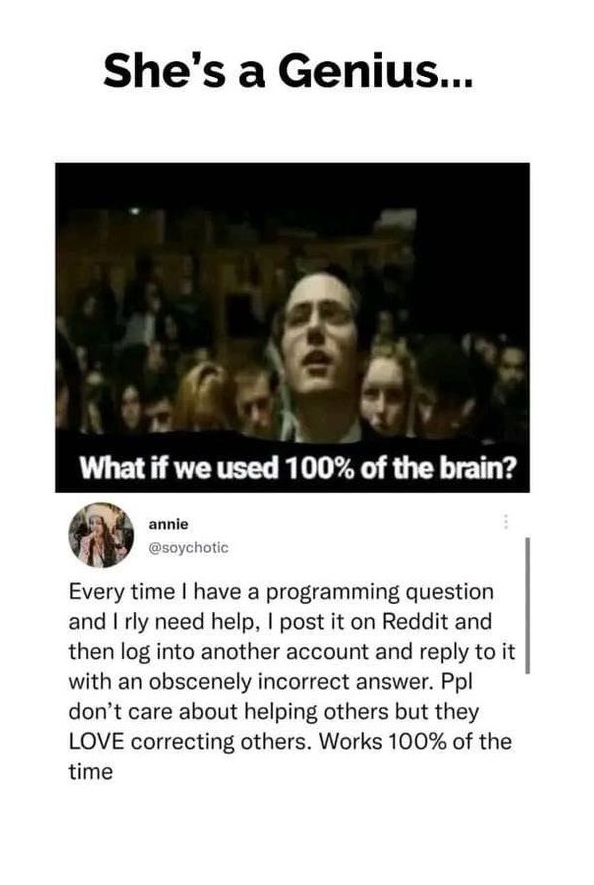 She's a Genius...
What if we used 100% of the brain?
annie
@soychotic
Every time I have a programming question
and I rly need help, I post it on Reddit and
then log into another account and reply to it
with an obscenely incorrect answer. Ppl
don't care about helping others but they
LOVE correcting others. Works 100% of the
time